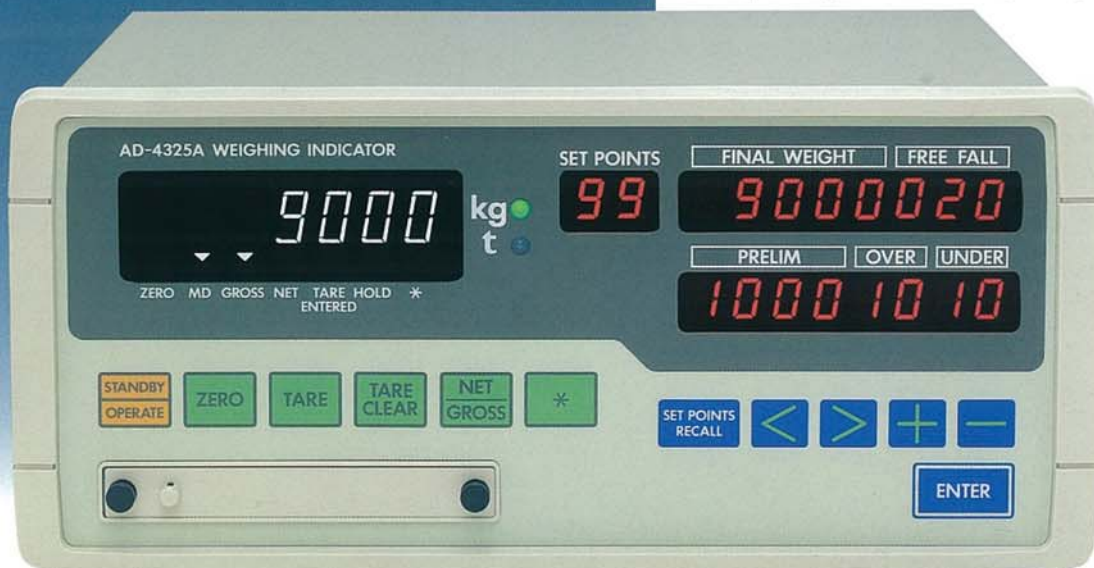 AD-4325A WEIGHING INDICATOR
9000
kg
t
ZERO MD GROSS NET TARE HOLD *
ENTERED
SET POINTS
99
FINAL WEIGHT FREE FALL
9000020
PRELIM OVER UNDER
10001010
STANDBY
OPERATE
ZERO
TARE
TARE
CLEAR
NET
GROSS
*
SET POINTS
RECALL
<
>
+
−
ENTER